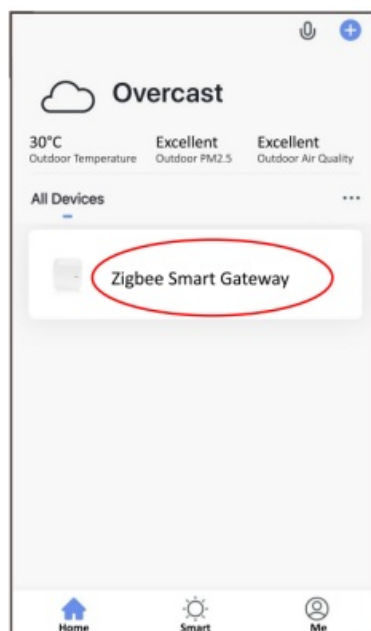 Overcast
30°C Excellent Excellent
Outdoor Temperature Outdoor PM2.5 Outdoor Air Quality
All Devices ...
Zigbee Smart Gateway
Home Smart Me